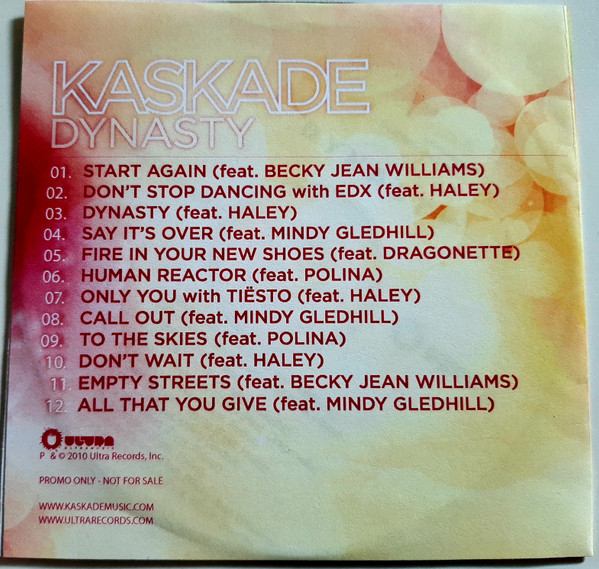 KASKADE
DYNASTY
01. START AGAIN (feat. BECKY JEAN WILLIAMS)
02. DON'T STOP DANCING with EDX (feat. HALEY)
03. DYNASTY (feat. HALEY)
04. SAY IT'S OVER (feat. MINDY GLEDHILL)
05. FIRE IN YOUR NEW SHOES (feat. DRAGONETTE)
06. HUMAN REACTOR (feat. POLINA)
07. ONLY YOU with TIËSTO (feat. HALEY)
08. CALL OUT (feat. MINDY GLEDHILL)
09. TO THE SKIES (feat. POLINA)
10. DON'T WAIT (feat. HALEY)
11. EMPTY STREETS (feat. BECKY JEAN WILLIAMS)
12. ALL THAT YOU GIVE (feat. MINDY GLEDHILL)
ULTRA
P & © 2010 Ultra Records, Inc.
PROMO ONLY - NOT FOR SALE
WWW.KASKADEMUSIC.COM
WWW.ULTRARECORDS.COM